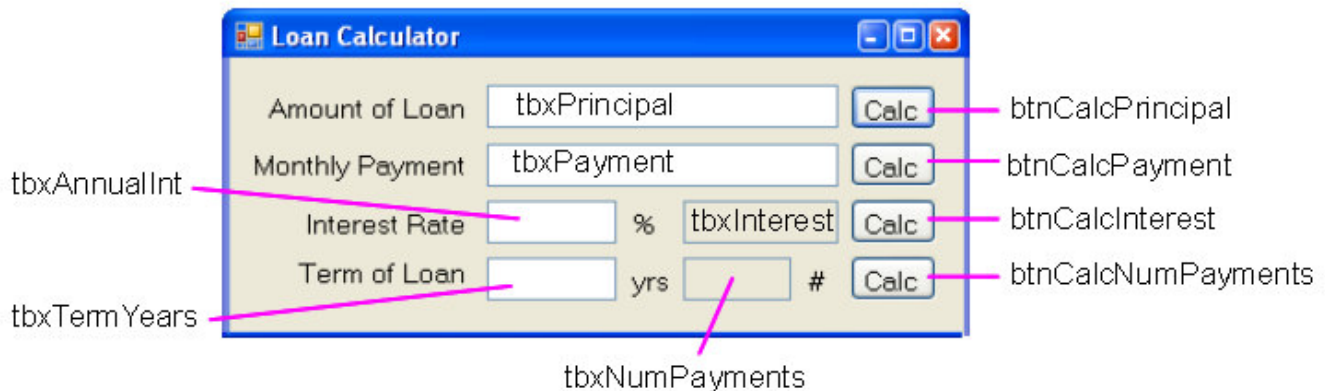 Loan Calculator
Amount of Loan tbxPrincipal Calc btnCalcPrincipal
Monthly Payment tbxPayment Calc btnCalcPayment
tbxAnnualInt
Interest Rate % tbxInterest Calc btnCalcInterest
Term of Loan yrs # Calc btnCalcNumPayments
tbxTermYears
tbxNumPayments